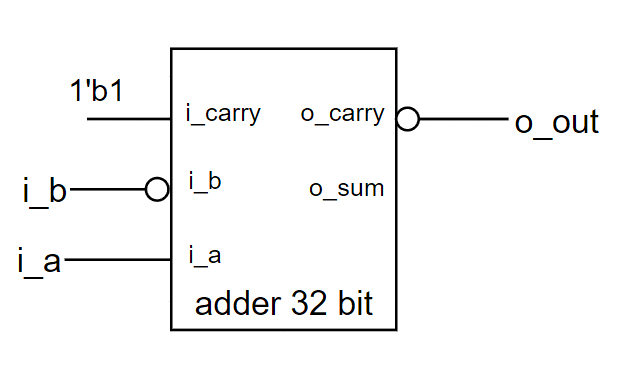 1'b1
i_carry
o_carry
o_out
i_b
i_b
o_sum
i_a
i_a
adder 32 bit